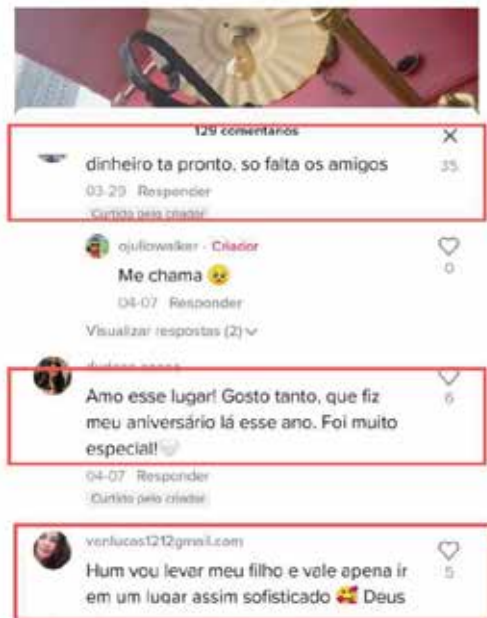 129 comentários
dinheiro ta pronto, so falta os amigos
35
03-29 Responder
Curtido pelo criador
ojuliowalker · Criador
Me chama 🥺
0
04-07 Responder
Visualizar respostas (2)
Amo esse lugar! Gosto tanto, que fiz
6
meu aniversário lá esse ano. Foi muito
especial!🤍
04-07 Responder
Curtido pelo criador
venlucas1212gmail.com
Hum vou levar meu filho e vale apena ir
5
em um lugar assim sofisticado 🥰 Deus